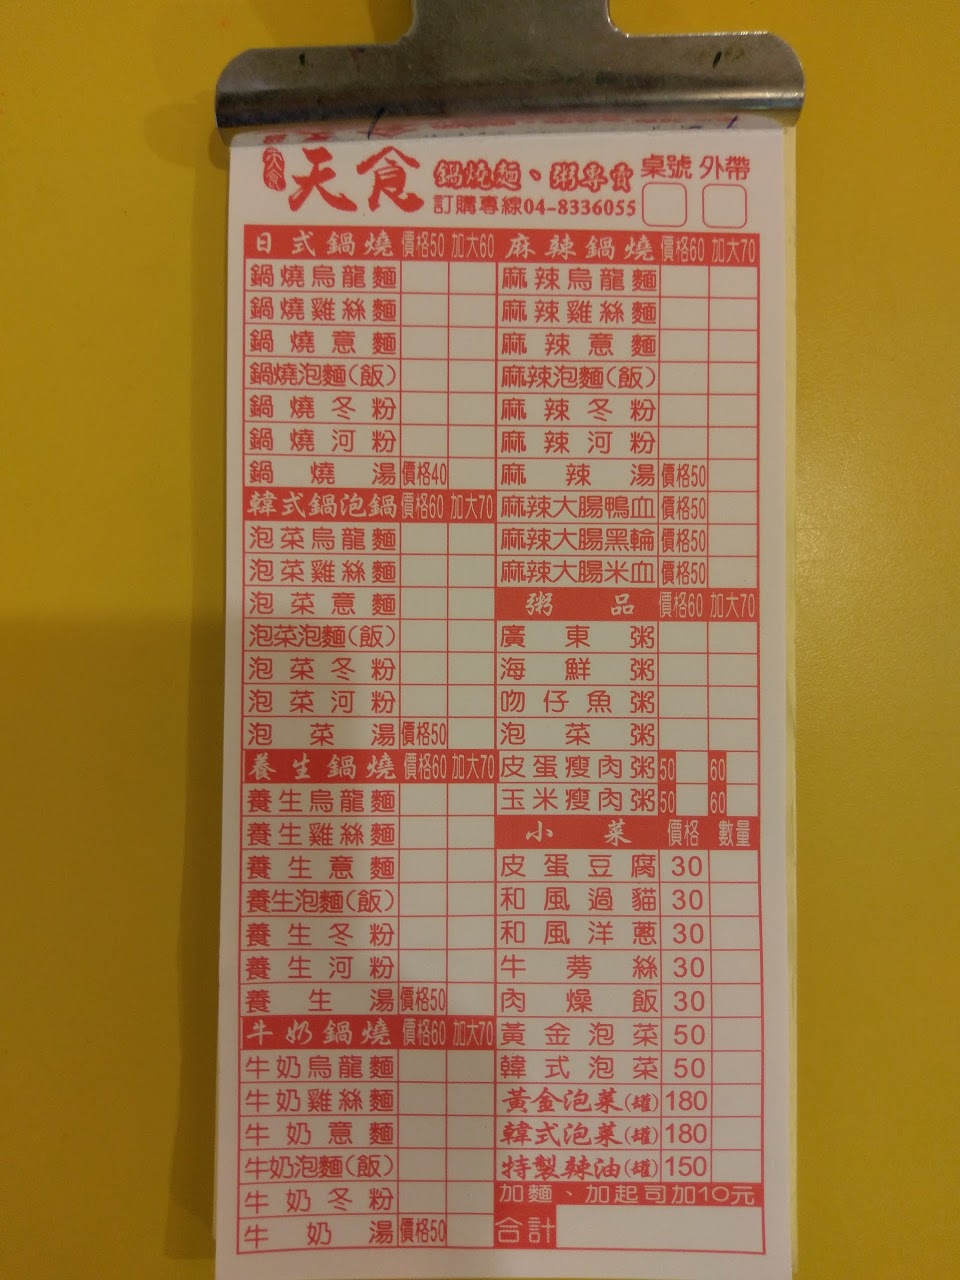 天食 天食 鍋燒麵、粥專賣 桌號 外帶
訂購專線04-8336055
日式鍋燒 價格50 加大60
鍋燒烏龍麵
鍋燒雞絲麵
鍋燒意麵
鍋燒泡麵(飯)
鍋燒冬粉
鍋燒河粉
鍋燒湯 價格40
韓式鍋泡鍋 價格60 加大70
泡菜烏龍麵
泡菜雞絲麵
泡菜意麵
泡菜泡麵(飯)
泡菜冬粉
泡菜河粉
泡菜湯 價格50
養生鍋燒 價格60 加大70
養生烏龍麵
養生雞絲麵
養生意麵
養生泡麵(飯)
養生冬粉
養生河粉
養生湯 價格50
牛奶鍋燒 價格60 加大70
牛奶烏龍麵
牛奶雞絲麵
牛奶意麵
牛奶泡麵(飯)
牛奶冬粉
牛奶湯 價格50
麻辣鍋燒 價格60 加大70
麻辣烏龍麵
麻辣雞絲麵
麻辣意麵
麻辣泡麵(飯)
麻辣冬粉
麻辣河粉
麻辣湯 價格50
麻辣大腸鴨血 價格50
麻辣大腸黑輪 價格50
麻辣大腸米血 價格50
粥品 價格60 加大70
廣東粥
海鮮粥
吻仔魚粥
泡菜粥
皮蛋瘦肉粥 50 60
玉米瘦肉粥 50 60
小菜 價格 數量
皮蛋豆腐 30
和風過貓 30
和風洋蔥 30
牛蒡絲 30
肉燥飯 30
黃金泡菜 50
韓式泡菜 50
黃金泡菜(罐) 180
韓式泡菜(罐) 180
特製辣油(罐) 150
加麵、加起司加10元
合計